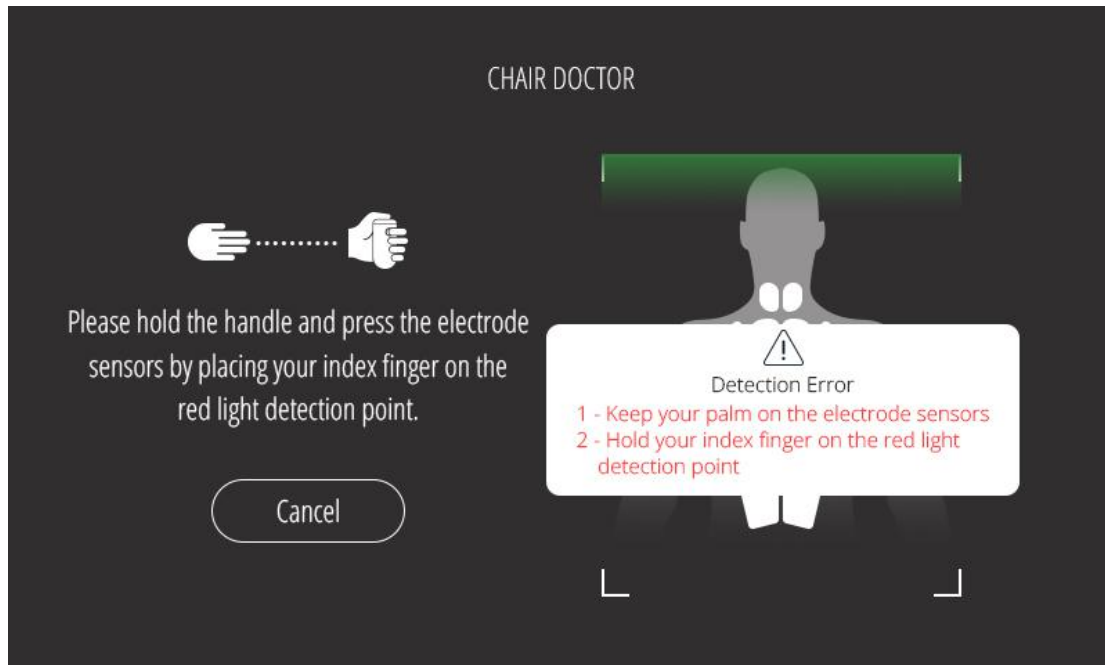 CHAIR DOCTOR
Please hold the handle and press the electrode
sensors by placing your index finger on the
red light detection point.
Cancel
Detection Error
1 - Keep your palm on the electrode sensors
2 - Hold your index finger on the red light
detection point